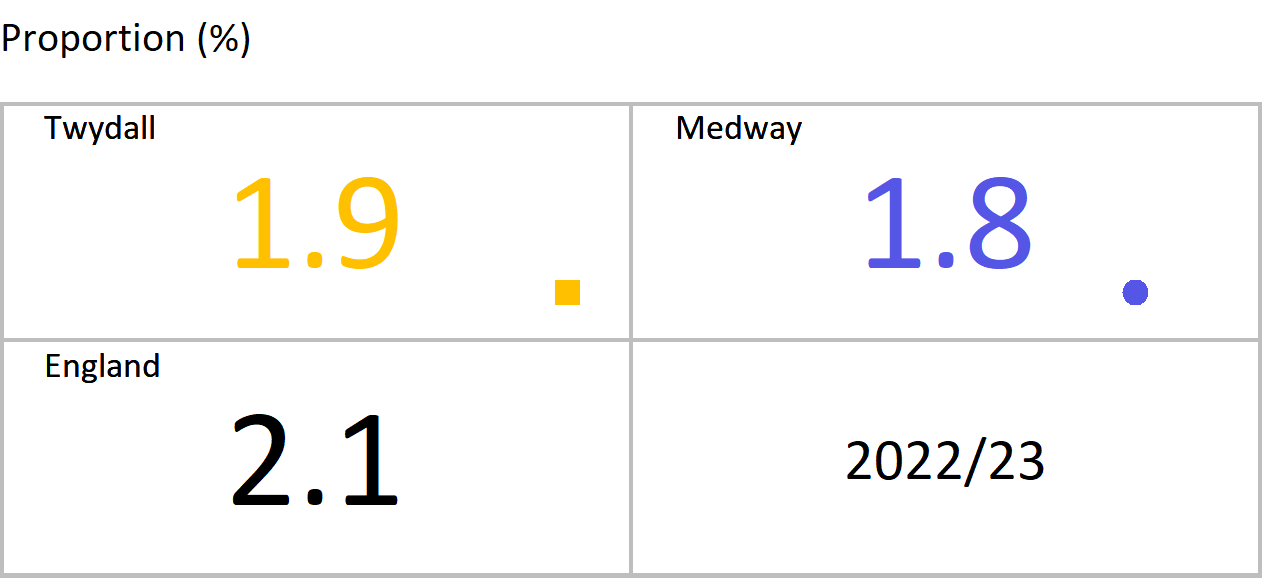 Proportion (%)
Twydall
1.9
Medway
1.8
England
2.1
2022/23